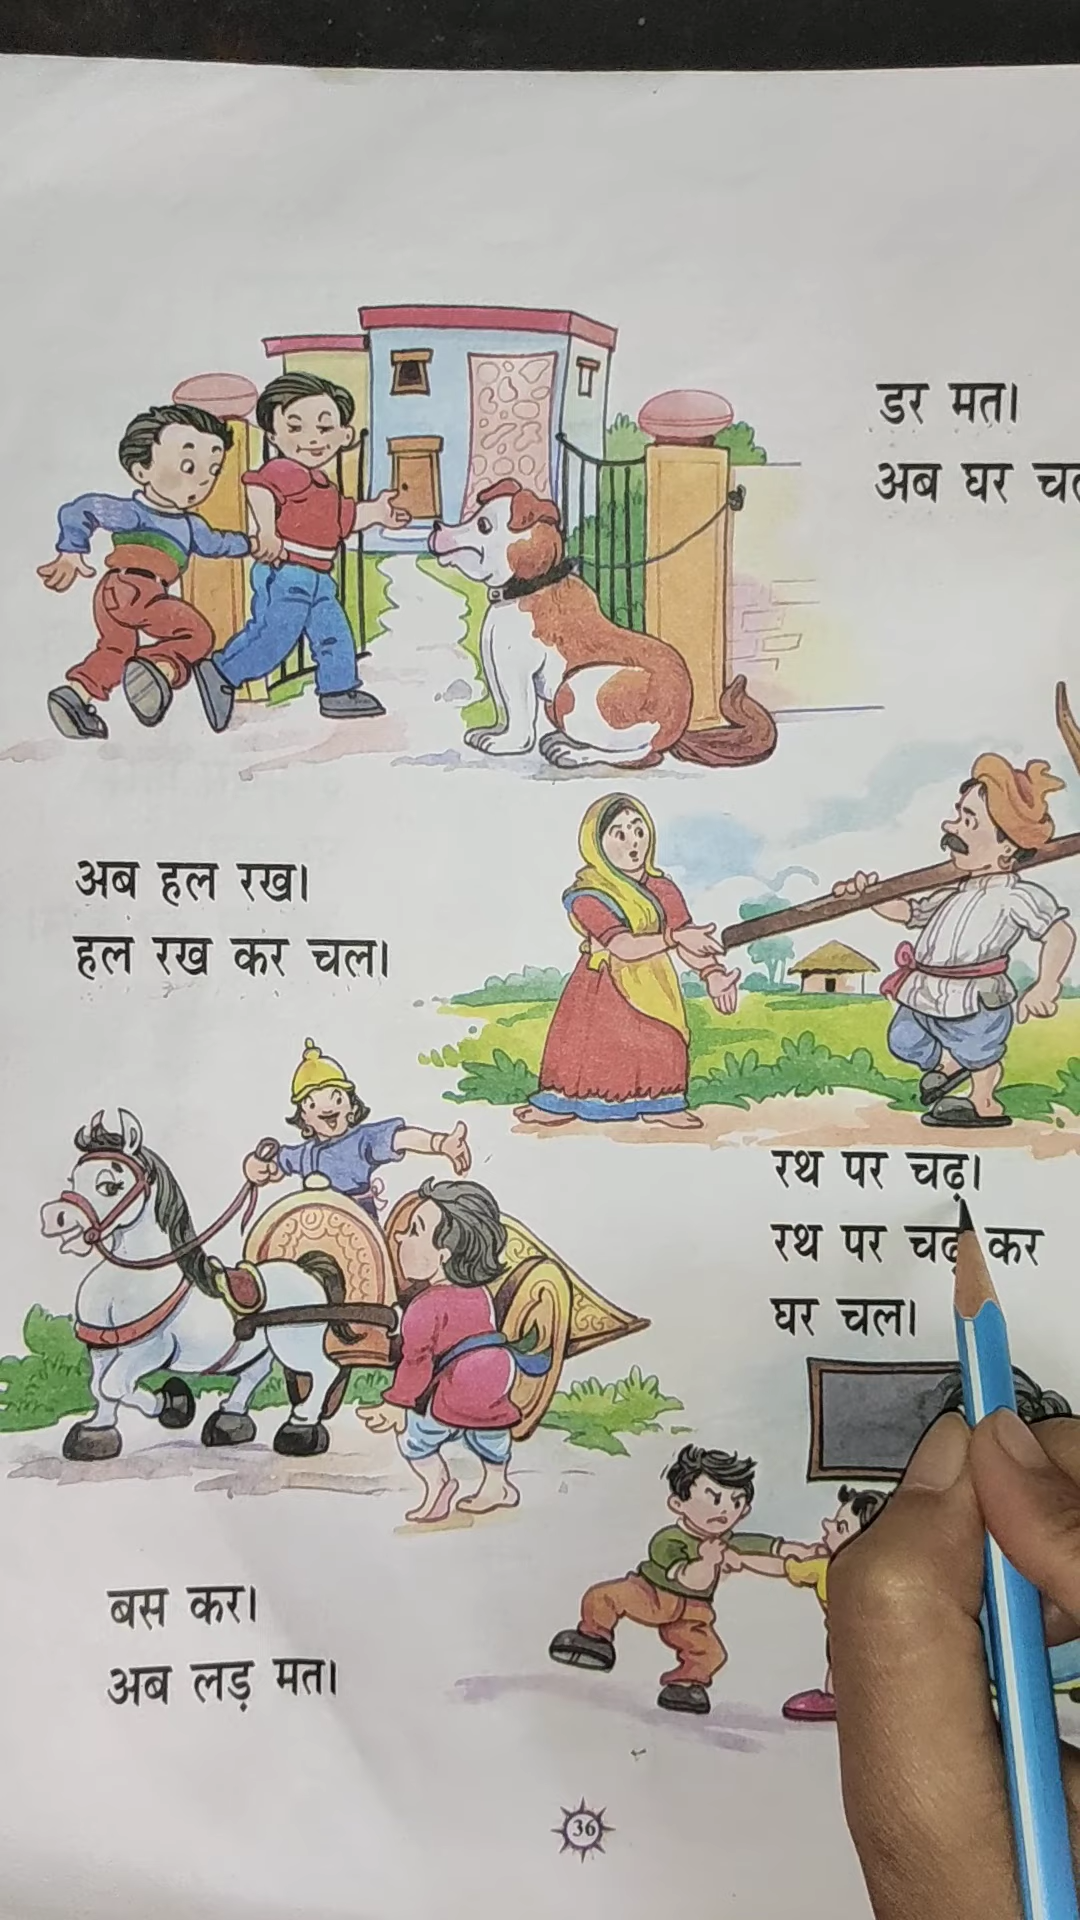 डर मत।
अब घर
अब हल रख।
हल रख कर चल।
रथ पर चढ़।
रथ पर चढ़ कर
घर चल।
बस कर।
अब लड़ मत।
36